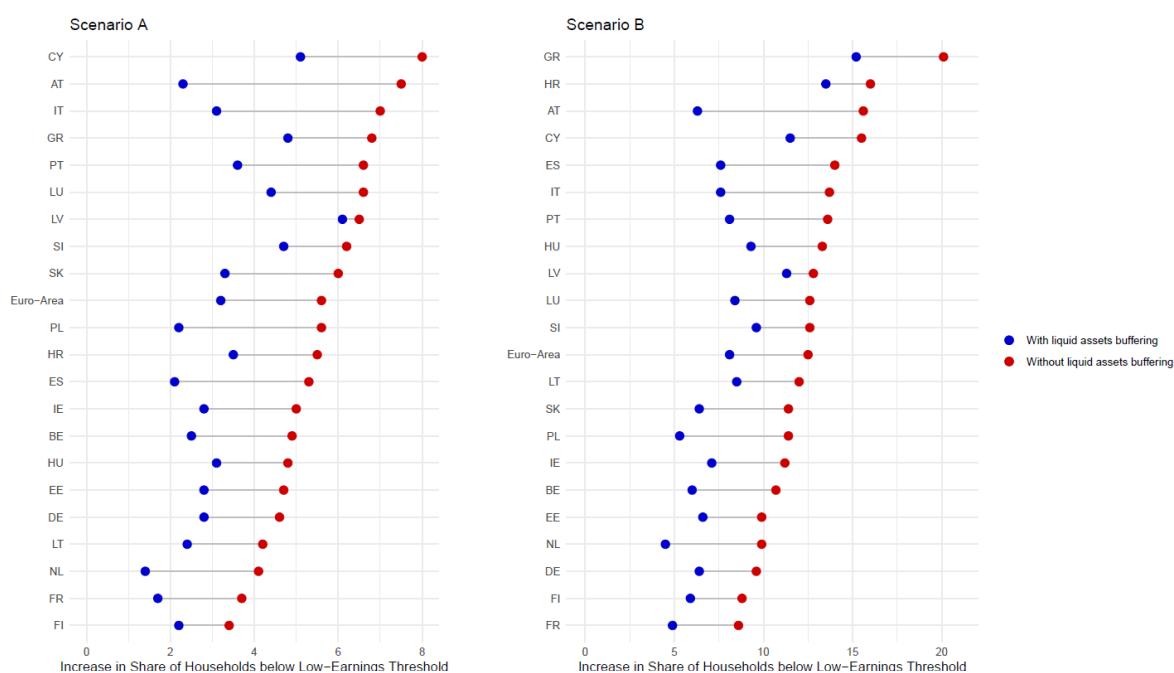 Scenario A
CY
AT
IT
GR
PT
LU
LV
SI
SK
Euro−Area
PL
HR
ES
IE
BE
HU
EE
DE
LT
NL
FR
FI
0 2 4 6 8
Increase in Share of Households below Low−Earnings Threshold
Scenario B
GR
HR
AT
CY
ES
IT
PT
HU
LV
LU
SI
Euro−Area
LT
SK
PL
IE
BE
EE
NL
DE
FI
FR
0 5 10 15 20
Increase in Share of Households below Low−Earnings Threshold
With liquid assets buffering
Without liquid assets buffering